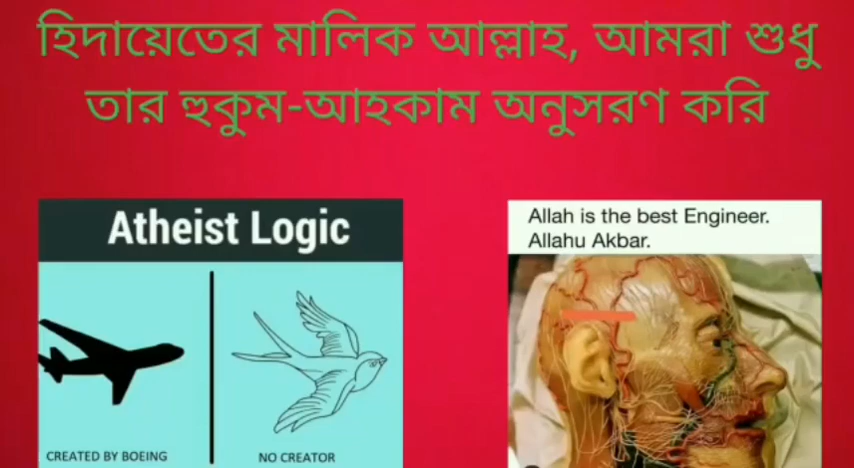 হিদায়েতের মালিক আল্লাহ, আমরা শুধু
তার হুকুম-আহকাম অনুসরণ করি
Atheist Logic
CREATED BY BOEING
NO CREATOR
Allah is the best Engineer.
Allahu Akbar.